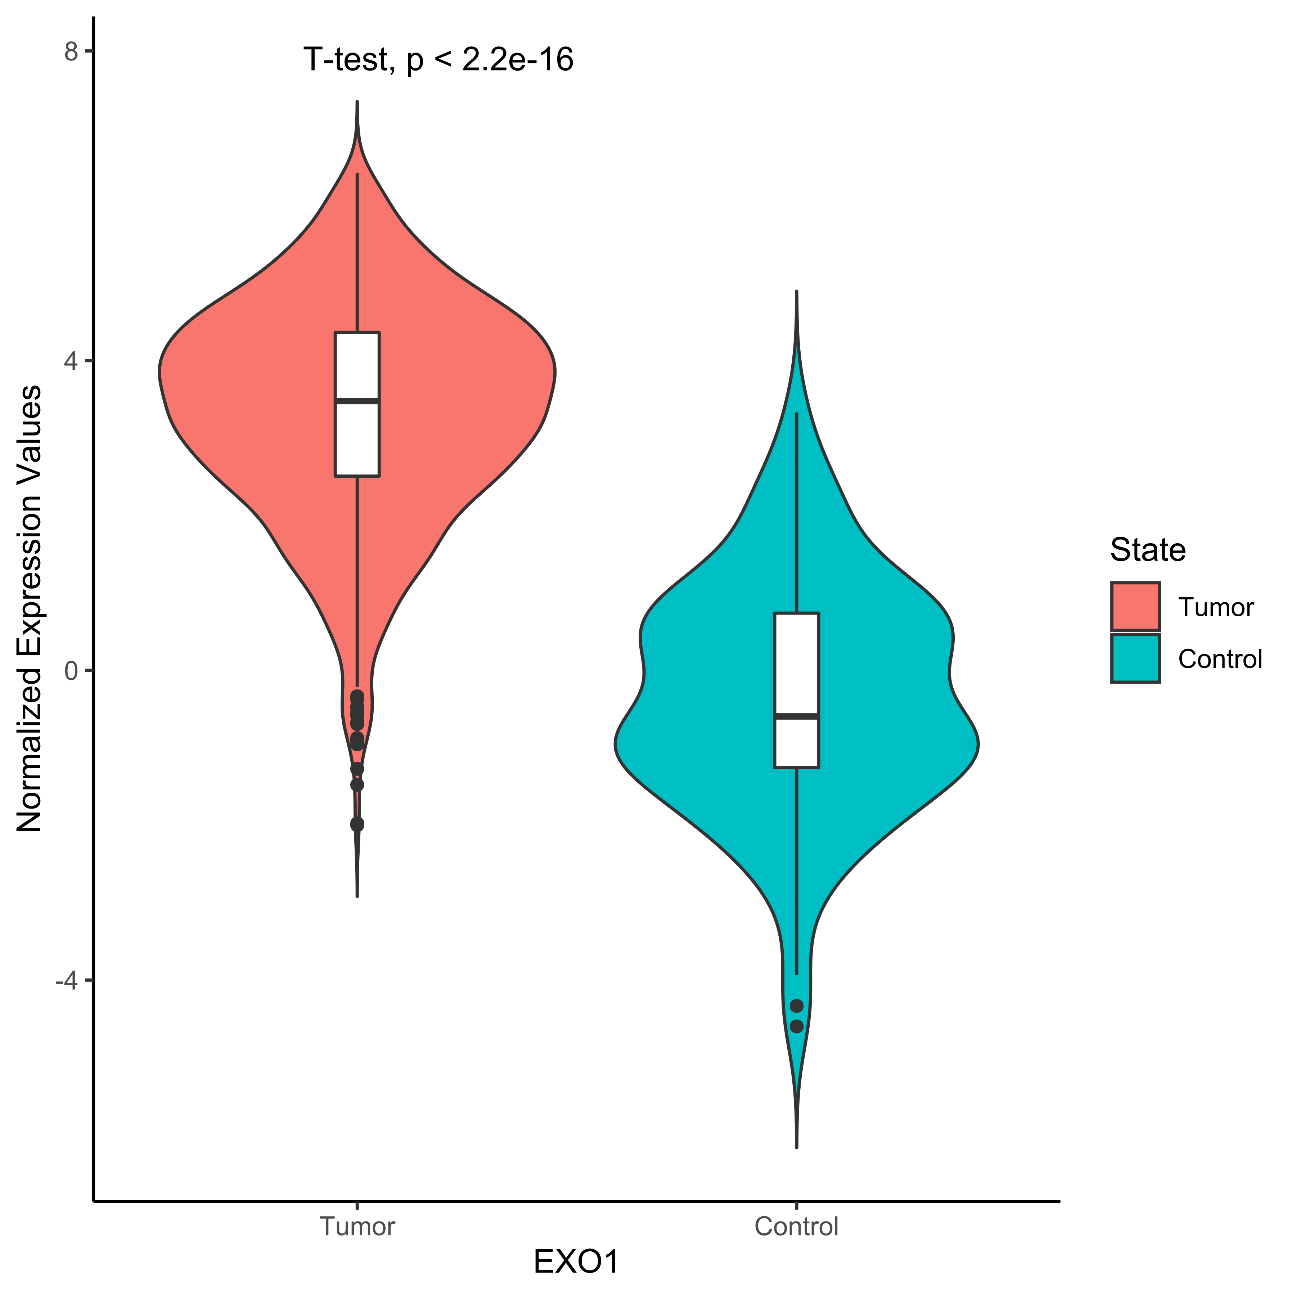 T-test, p < 2.2e-16
8
4
0
-4
Normalized Expression Values
Tumor
Control
EXO1
State
Tumor
Control